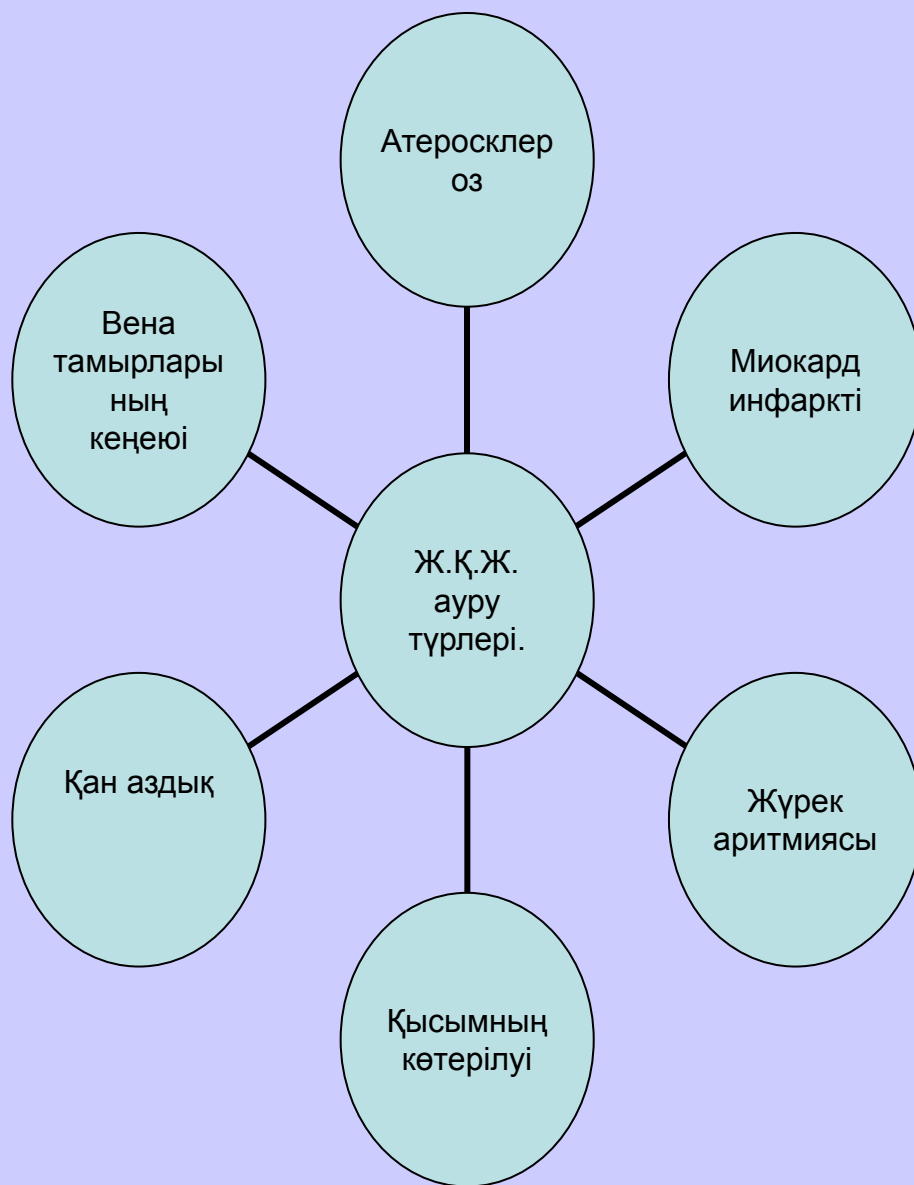 Атеросклер
оз
Вена
тамырлары
ның
кеңеюі
Миокард
инфаркті
Ж.Қ.Ж.
ауру
түрлері.
Қан аздық
Жүрек
аритмиясы
Қысымның
көтерілуі